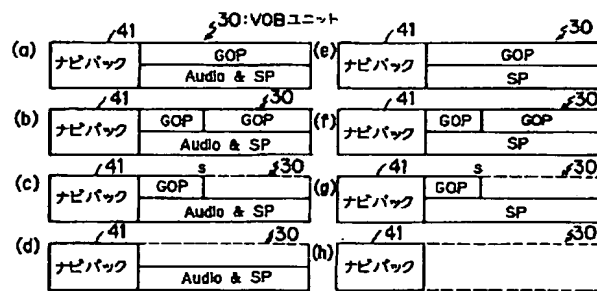 30:VOBユニット
(a) 41 ナビパック GOP Audio & SP
(e) 41 30 ナビパック GOP SP
(b) 41 30 ナビパック GOP GOP Audio & SP
(f) 41 30 ナビパック GOP GOP SP
(c) 41 s 30 ナビパック GOP Audio & SP
(g) 41 s 30 ナビパック GOP SP
(d) 41 30 ナビパック Audio & SP
(h) 41 30 ナビパック